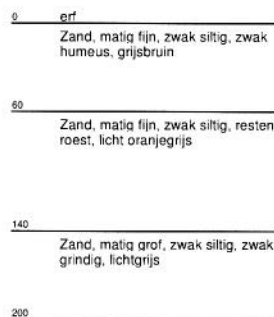 0 erf
Zand, matig fijn, zwak siltig, zwak
humeus, grijsbruin
60
Zand, matig fijn, zwak siltig, resten
roest, licht oranjegrijs
140
Zand, matig grof, zwak siltig, zwak
grindig, lichtgrijs
200